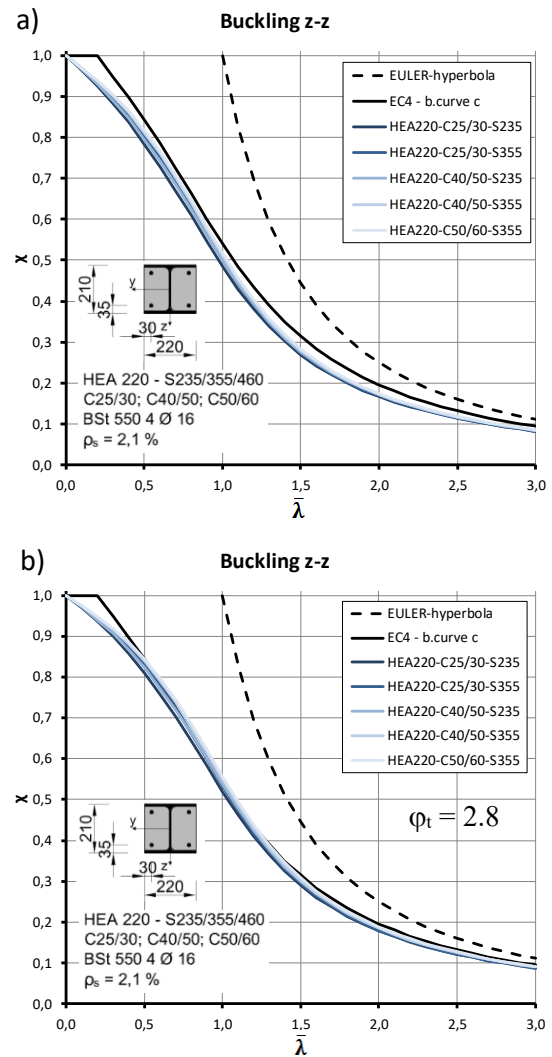 a)
Buckling z-z
1,0
0,9
0,8
0,7
0,6
0,5
0,4
0,3
0,2
0,1
0,0
χ
EULER-hyperbola
EC4 - b.curve c
HEA220-C25/30-S235
HEA220-C25/30-S355
HEA220-C40/50-S235
HEA220-C40/50-S355
HEA220-C50/60-S355
210
35
y
30 z
220
HEA 220 - S235/355/460
C25/30; C40/50; C50/60
BSt 550 4 Ø 16
ρs = 2,1 %
0,0 0,5 1,0 1,5 2,0 2,5 3,0
λ̄
b)
Buckling z-z
1,0
0,9
0,8
0,7
0,6
0,5
0,4
0,3
0,2
0,1
0,0
χ
EULER-hyperbola
EC4 - b.curve c
HEA220-C25/30-S235
HEA220-C25/30-S355
HEA220-C40/50-S235
HEA220-C40/50-S355
HEA220-C50/60-S355
φt = 2.8
210
35
y
30 z
220
HEA 220 - S235/355/460
C25/30; C40/50; C50/60
BSt 550 4 Ø 16
ρs = 2,1 %
0,0 0,5 1,0 1,5 2,0 2,5 3,0
λ̄